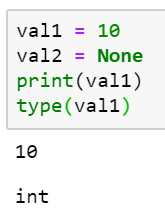 val1 = 10
val2 = None
print(val1)
type(val1)
10
int